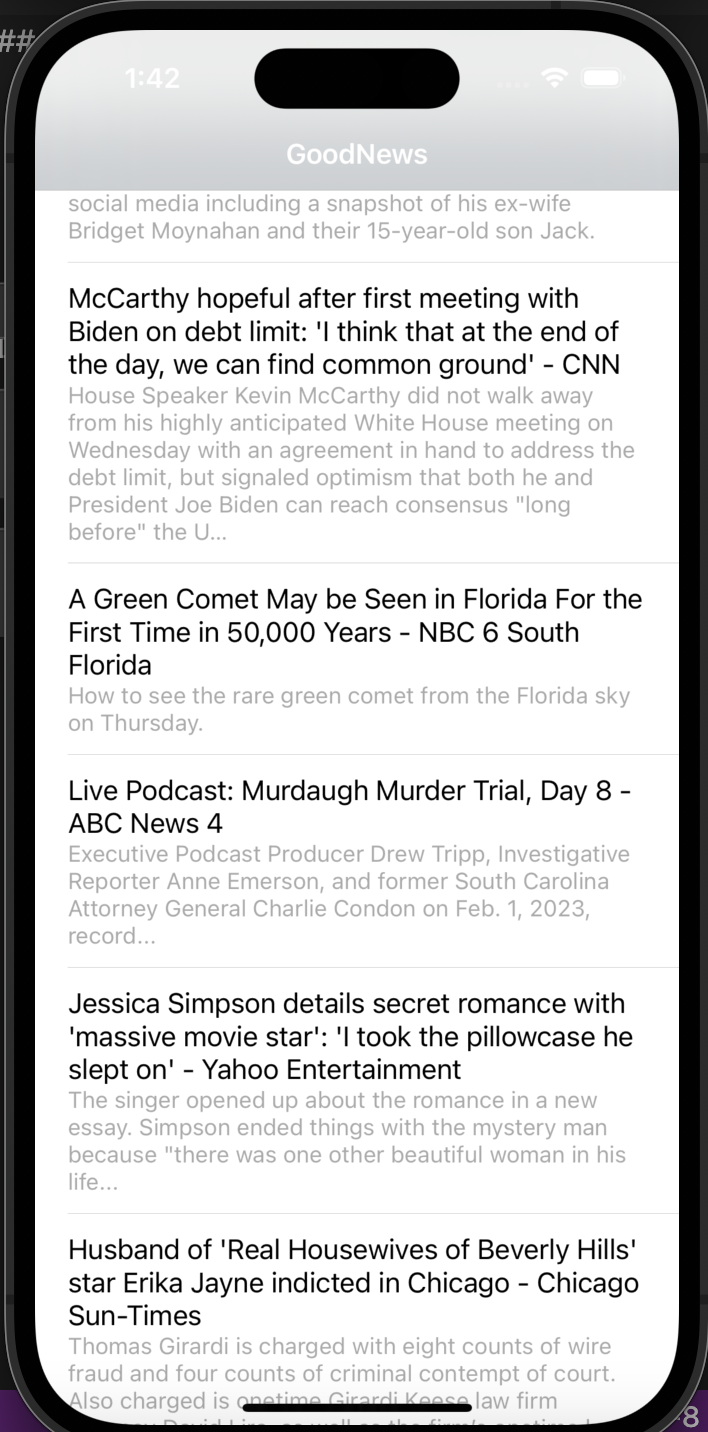 ##
1:42
GoodNews
social media including a snapshot of his ex-wife
Bridget Moynahan and their 15-year-old son Jack.
McCarthy hopeful after first meeting with
Biden on debt limit: 'I think that at the end of
the day, we can find common ground' - CNN
House Speaker Kevin McCarthy did not walk away
from his highly anticipated White House meeting on
Wednesday with an agreement in hand to address the
debt limit, but signaled optimism that both he and
President Joe Biden can reach consensus "long
before" the U...
A Green Comet May be Seen in Florida For the
First Time in 50,000 Years - NBC 6 South
Florida
How to see the rare green comet from the Florida sky
on Thursday.
Live Podcast: Murdaugh Murder Trial, Day 8 -
ABC News 4
Executive Podcast Producer Drew Tripp, Investigative
Reporter Anne Emerson, and former South Carolina
Attorney General Charlie Condon on Feb. 1, 2023,
record...
Jessica Simpson details secret romance with
'massive movie star': 'I took the pillowcase he
slept on' - Yahoo Entertainment
The singer opened up about the romance in a new
essay. Simpson ended things with the mystery man
because "there was one other beautiful woman in his
life...
Husband of 'Real Housewives of Beverly Hills'
star Erika Jayne indicted in Chicago - Chicago
Sun-Times
Thomas Girardi is charged with eight counts of wire
fraud and four counts of criminal contempt of court.
Also charged is onetime Girardi Keese law firm
David Lira, as well as the firm's onetime
8